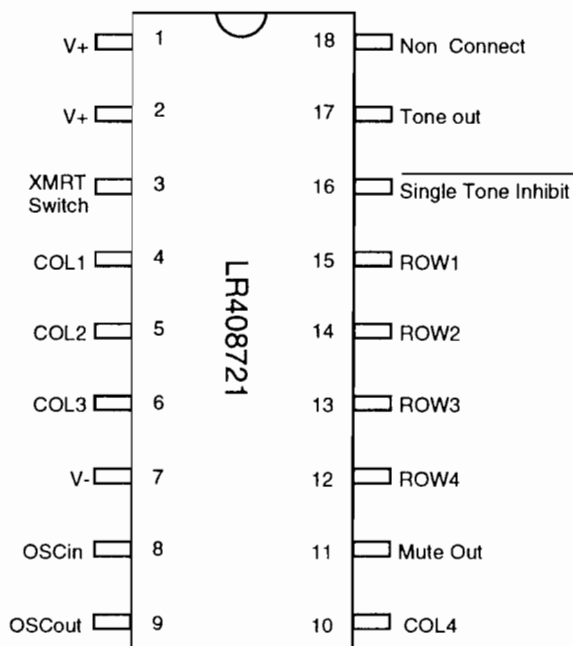 V+ 1 18 Non Connect
V+ 2 17 Tone out
XMRT
Switch 3 16 Single Tone Inhibit
COL1 4 15 ROW1
COL2 5 14 ROW2
COL3 6 13 ROW3
V- 7 12 ROW4
OSCin 8 11 Mute Out
OSCout 9 10 COL4
LR408721